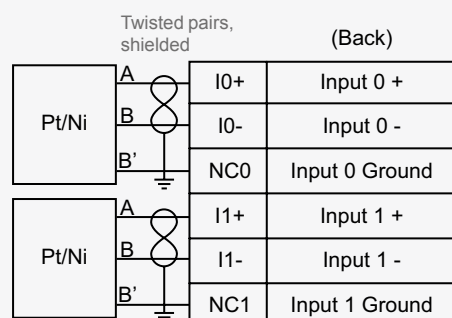 Twisted pairs,
shielded
(Back)
A
I0+ Input 0 +
Pt/Ni
B
I0- Input 0 -
B'
NC0 Input 0 Ground
A
I1+ Input 1 +
Pt/Ni
B
I1- Input 1 -
B'
NC1 Input 1 Ground